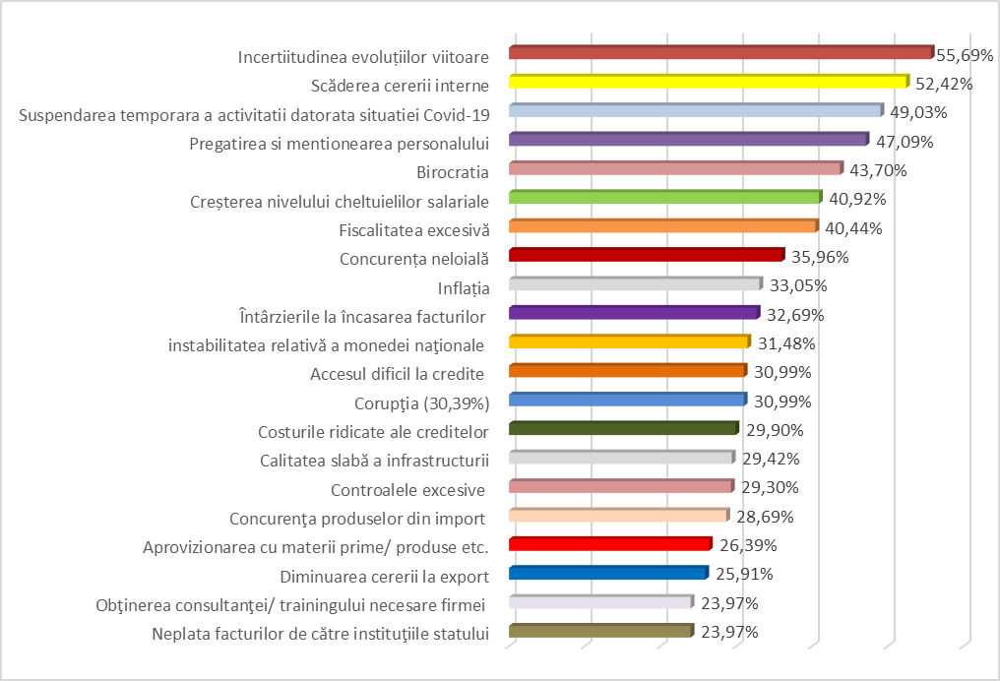 Incertiitudinea evoluțiilor viitoare 55,69%
Scăderea cererii interne 52,42%
Suspendarea temporara a activitatii datorata situatiei Covid-19 49,03%
Pregatirea si mentionearea personalului 47,09%
Birocratia 43,70%
Creșterea nivelului cheltuielilor salariale 40,92%
Fiscalitatea excesivă 40,44%
Concurența neloială 35,96%
Inflația 33,05%
Întârzierile la încasarea facturilor 32,69%
instabilitatea relativă a monedei naţionale 31,48%
Accesul dificil la credite 30,99%
Corupţia (30,39%) 30,99%
Costurile ridicate ale creditelor 29,90%
Calitatea slabă a infrastructurii 29,42%
Controalele excesive 29,30%
Concurenţa produselor din import 28,69%
Aprovizionarea cu materii prime/ produse etc. 26,39%
Diminuarea cererii la export 25,91%
Obţinerea consultanţei/ trainingului necesare firmei 23,97%
Neplata facturilor de către instituţiile statului 23,97%